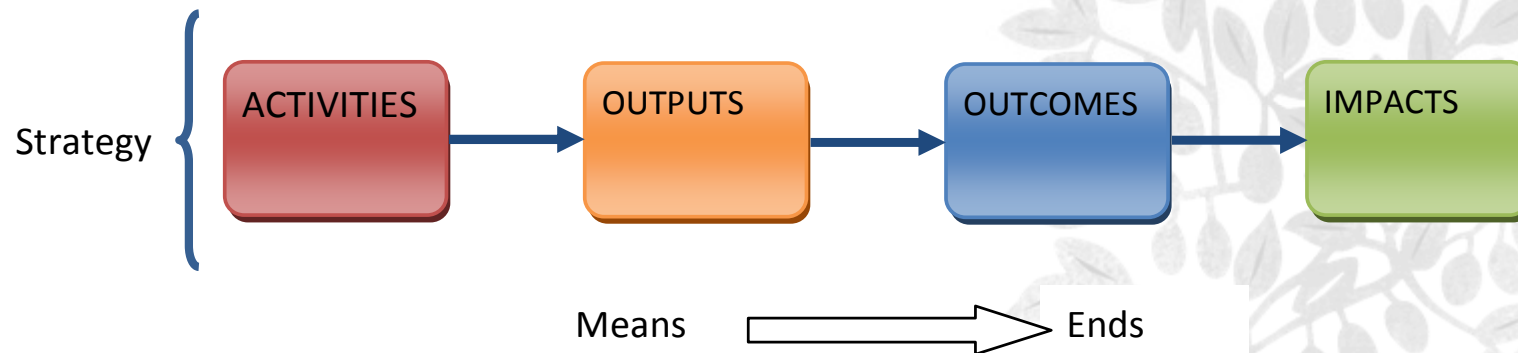 ACTIVITIES
OUTPUTS
OUTCOMES
IMPACTS
Strategy
Means
Ends